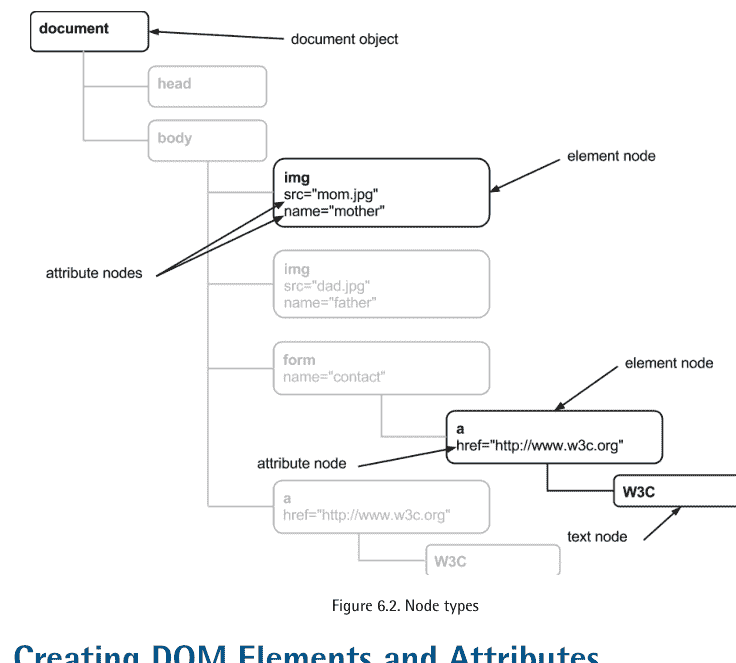 document
document object
head
body
element node
img
src="mom.jpg"
name="mother"
attribute nodes
img
src="dad.jpg"
name="father"
form
name="contact"
element node
a
href="http://www.w3c.org"
attribute node
W3C
a
href="http://www.w3c.org"
text node
W3C
Figure 6.2. Node types
Creating DOM Elements and Attributes